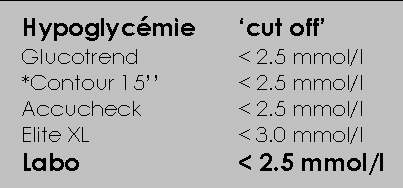 Hypoglycémie ‘cut off’
Glucotrend < 2.5 mmol/l
*Contour 15’’ < 2.5 mmol/l
Accucheck < 2.5 mmol/l
Elite XL < 3.0 mmol/l
Labo < 2.5 mmol/l